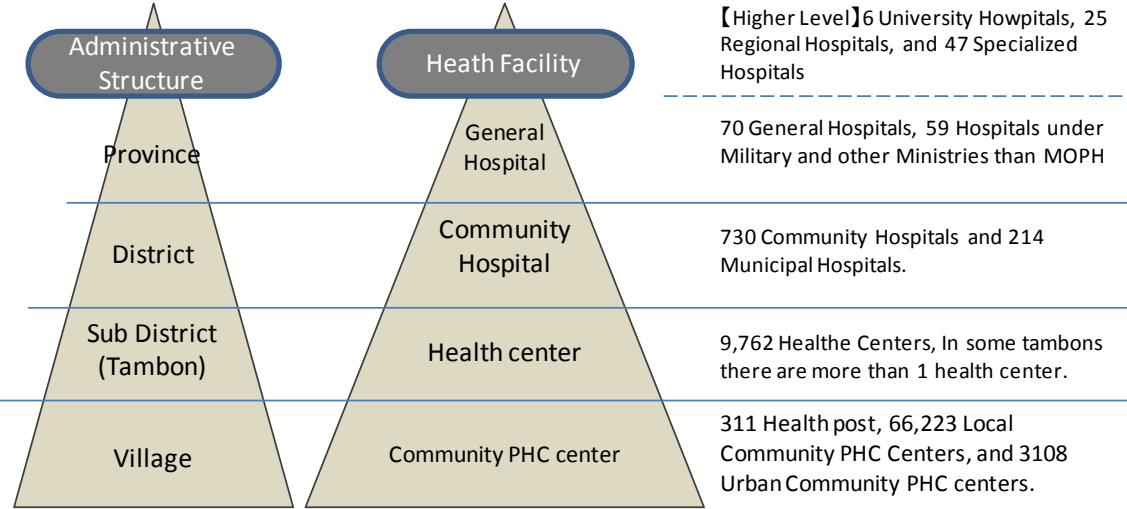 Administrative
Structure
Heath Facility
【Higher Level】6 University Howpitals, 25
Regional Hospitals, and 47 Specialized
Hospitals
Province
General
Hospital
70 General Hospitals, 59 Hospitals under
Military and other Ministries than MOPH
District
Community
Hospital
730 Community Hospitals and 214
Municipal Hospitals.
Sub District
(Tambon)
Health center
9,762 Healthe Centers, In some tambons
there are more than 1 health center.
Village
Community PHC center
311 Health post, 66,223 Local
Community PHC Centers, and 3108
Urban Community PHC centers.